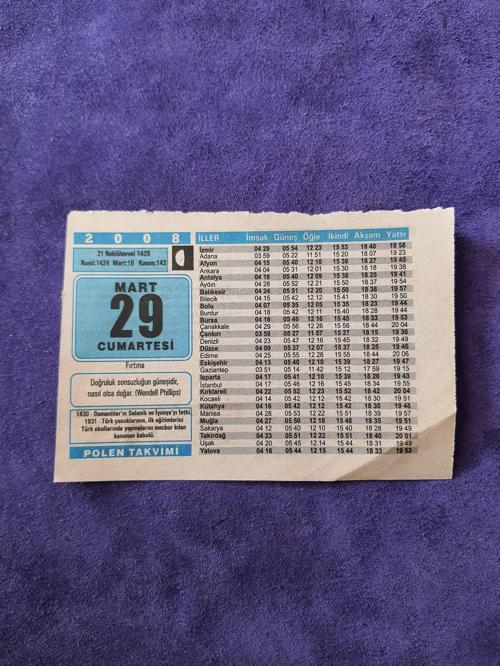 2 0 0 8
21 Rebiülevvel 1429
Rumi:1424 Mart:16 Kasım:143
MART
29
CUMARTESİ
Fırtına
Doğruluk sonsuzluğun güneşidir,
nasıl olsa doğar. (Wendell Phillips)
1430 - Osmanlılar'ın Selanik ve İyonya'yı fethi.
1931 - Türk çocuklarının, ilk eğitimlerini
Türk okullarında yapmalarını mecbur kılan
kanunun kabulü.
POLEN TAKVİMİ
İLLER İmsak Güneş Öğle İkindi Akşam Yatsı
İzmir 04 29 05 54 12 23 15 53 18 40 19 58
Adana 03 59 05 22 11 51 15 20 18 07 19 23
Afyon 04 15 05 40 12 10 15 39 18 27 19 45
Ankara 04 04 05 31 12 01 15 30 18 18 19 38
Antalya 04 16 05 40 12 09 15 38 18 25 19 41
Aydın 04 28 05 52 12 21 15 50 18 37 19 54
Balıkesir 04 24 05 51 12 20 15 50 18 38 19 57
Bilecik 04 15 05 42 12 12 15 41 18 30 19 50
Bolu 04 07 05 35 12 05 15 35 18 23 19 44
Burdur 04 18 05 42 12 11 15 40 18 28 19 45
Bursa 04 18 05 46 12 16 15 45 18 33 19 53
Çanakkale 04 29 05 56 12 26 15 56 18 44 20 04
Çankırı 03 59 05 27 11 57 15 27 18 15 19 35
Denizli 04 23 05 47 12 16 15 45 18 32 19 49
Düzce 04 09 05 37 12 07 15 37 18 25 19 46
Edirne 04 25 05 55 12 25 15 55 18 44 20 06
Eskişehir 04 13 05 40 12 10 15 39 18 27 19 47
Gaziantep 03 51 05 14 11 43 15 12 17 59 19 15
Isparta 04 17 05 41 12 10 15 39 18 26 19 43
İstanbul 04 17 05 46 12 16 15 45 18 34 19 55
Kırklareli 04 22 05 52 12 22 15 53 18 42 20 04
Kocaeli 04 14 05 42 12 12 15 42 18 30 19 51
Kütahya 04 16 05 42 12 12 15 42 18 30 19 48
Manisa 04 28 05 53 12 22 15 52 18 39 19 57
Muğla 04 27 05 50 12 18 15 48 18 35 19 51
Sakarya 04 12 05 40 12 10 15 40 18 28 19 49
Tekirdağ 04 23 05 51 12 22 15 51 18 40 20 01
Uşak 04 20 05 45 12 14 15 44 18 31 19 49
Yalova 04 16 05 44 12 15 15 44 18 33 19 53